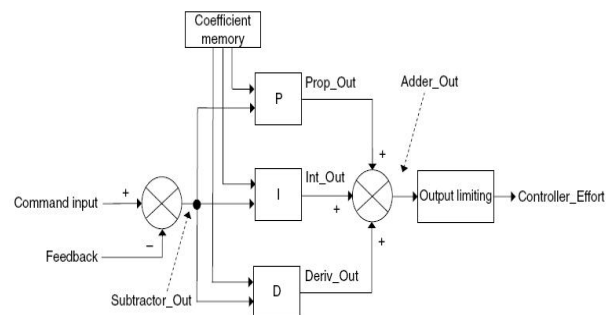 Coefficient
memory
P
Prop_Out
Adder_Out
+
I
Int_Out
+
Output limiting
Controller_Effort
Command input
+
Feedback
−
Subtractor_Out
D
Deriv_Out
+